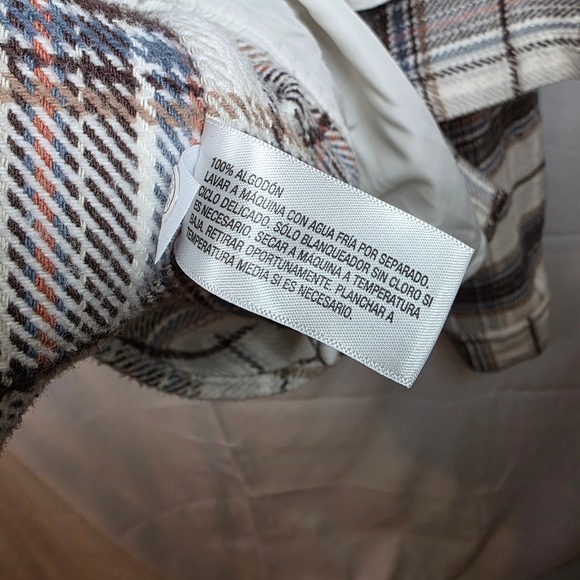 100% ALGODÓN
LAVAR A MAQUINA CON AGUA FRÍA POR SEPARADO.
CICLO DELICADO. SÓLO BLANQUEADOR SIN CLORO SI
ES NECESARIO. SECAR A MÁQUINA A TEMPERATURA
BAJA. RETIRAR OPORTUNAMENTE. PLANCHAR A
TEMPERATURA MEDIA SI ES NECESARIO.